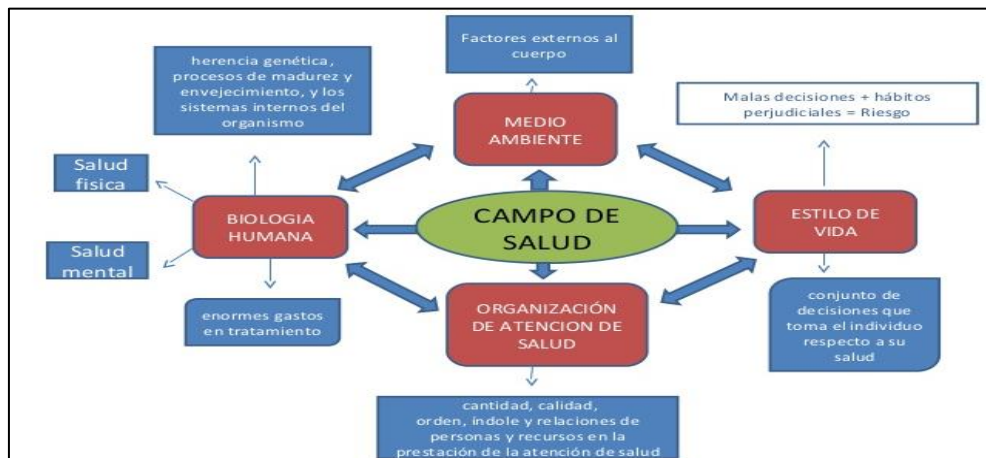 Factores externos al
cuerpo
herencia genética,
procesos de madurez y
envejecimiento, y los
sistemas internos del
organismo
Malas decisiones + hábitos
perjudiciales = Riesgo
MEDIO
AMBIENTE
Salud
fisica
BIOLOGIA
HUMANA
CAMPO DE
SALUD
ESTILO DE
VIDA
Salud
mental
enormes gastos
en tratamiento
ORGANIZACIÓN
DE ATENCION DE
SALUD
conjunto de
decisiones que
toma el individuo
respecto a su
salud
cantidad, calidad,
orden, índole y relaciones de
personas y recursos en la
prestación de la atención de salud